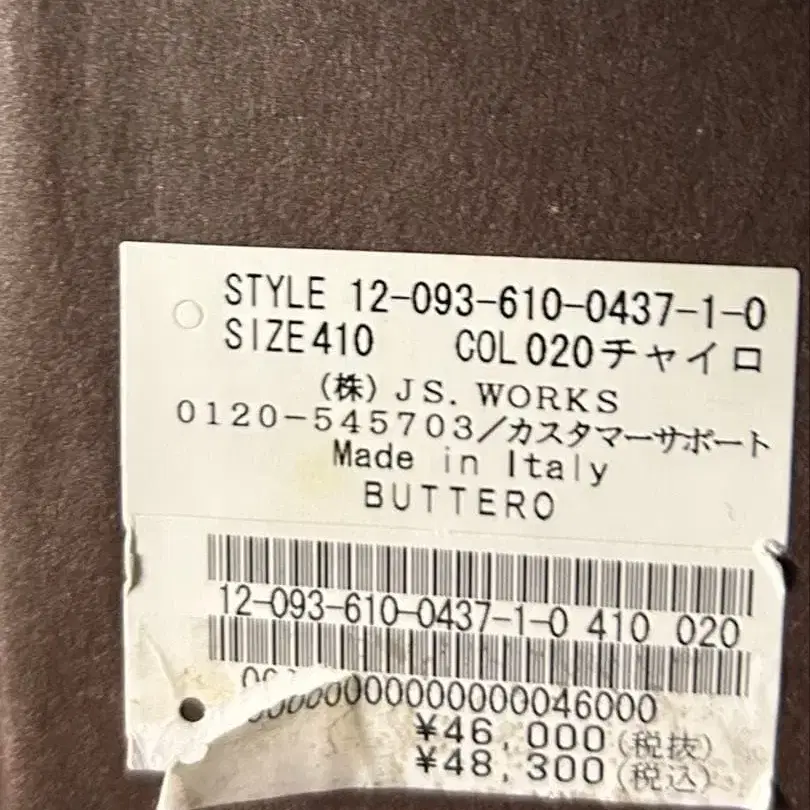 STYLE 12-093-610-0437-1-0
SIZE410 COL020チャイロ
(株)JS. WORKS
0120-545703/カスタマーサポート
Made in Italy
BUTTERO
12-093-610-0437-1-0 410 020
¥46,000(税抜)
¥48,300(税込)